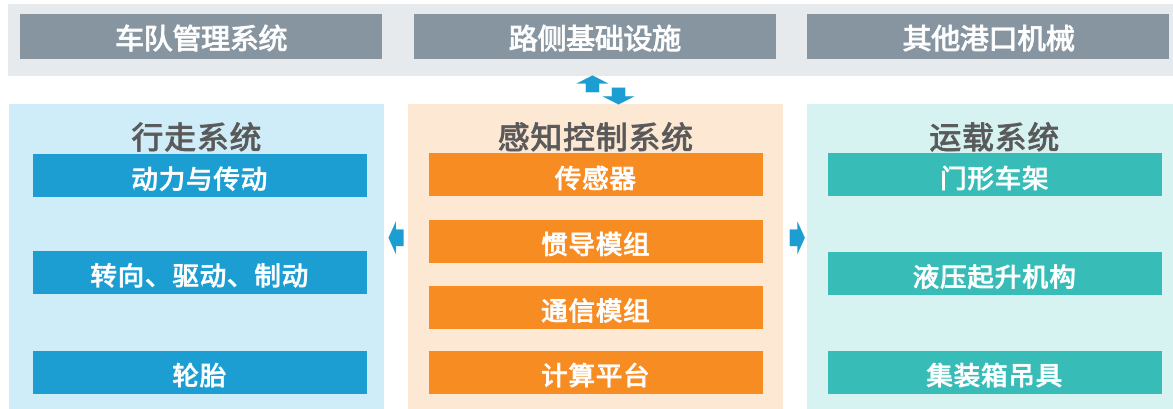 车队管理系统
路侧基础设施
其他港口机械
行走系统
动力与传动
转向、驱动、制动
轮胎
感知控制系统
传感器
惯导模组
通信模组
计算平台
运载系统
门形车架
液压起升机构
集装箱吊具